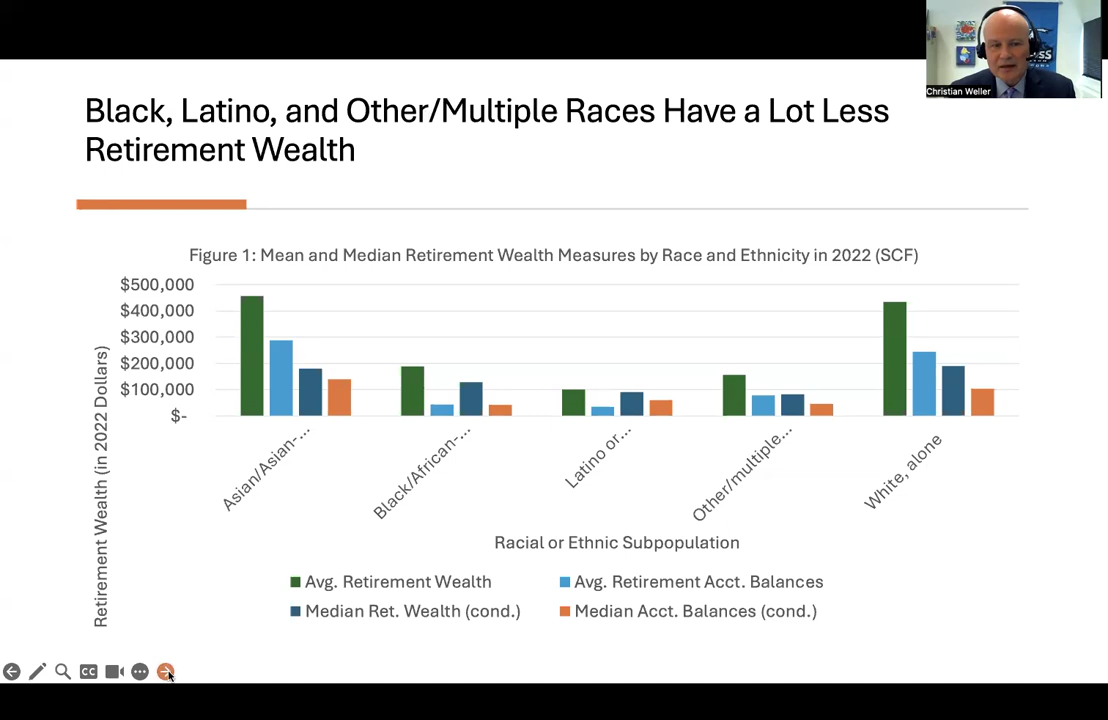 Christian Weller
Black, Latino, and Other/Multiple Races Have a Lot Less
Retirement Wealth
Figure 1: Mean and Median Retirement Wealth Measures by Race and Ethnicity in 2022 (SCF)
Retirement Wealth (in 2022 Dollars)
$500,000
$400,000
$300,000
$200,000
$100,000
$-
Asian/Asian-...
Black/African-...
Latino or...
Other/multiple...
White, alone
Racial or Ethnic Subpopulation
Avg. Retirement Wealth
Avg. Retirement Acct. Balances
Median Ret. Wealth (cond.)
Median Acct. Balances (cond.)
CC